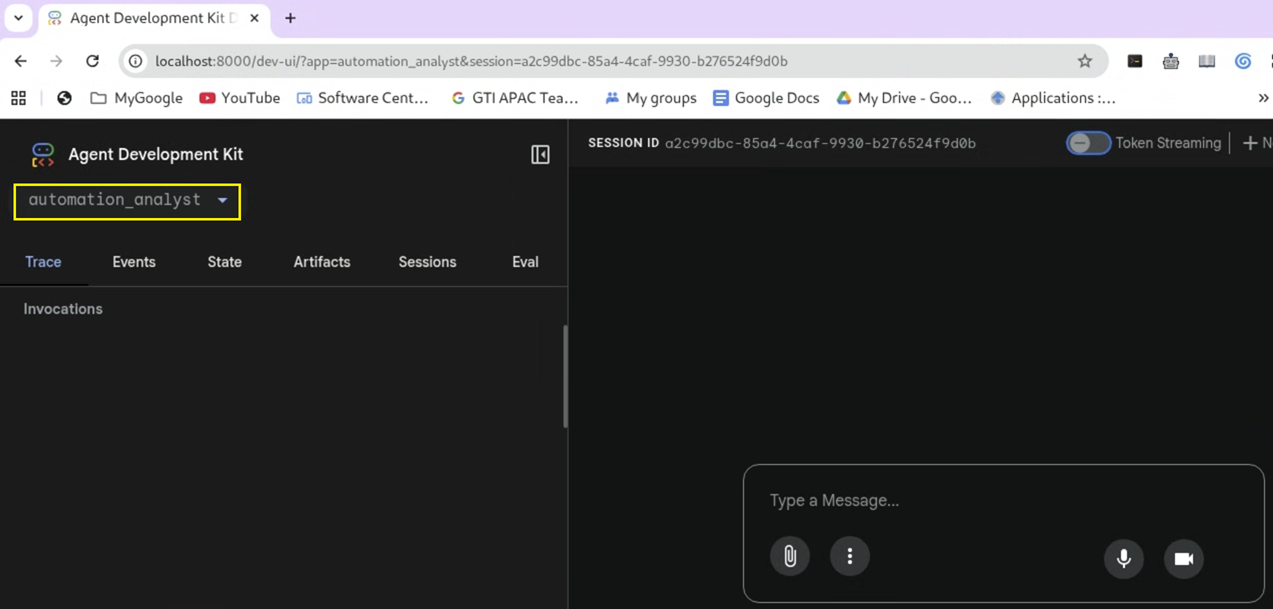 Agent Development Kit D
localhost:8000/dev-ui/?app=automation_analyst&session=a2c99dbc-85a4-4caf-9930-b276524f9d0b
MyGoogle YouTube Software Cent... GTI APAC Tea... My groups Google Docs My Drive - Goo... Applications :...
Agent Development Kit
automation_analyst
Trace Events State Artifacts Sessions Eval
Invocations
SESSION ID a2c99dbc-85a4-4caf-9930-b276524f9d0b Token Streaming N
Type a Message...